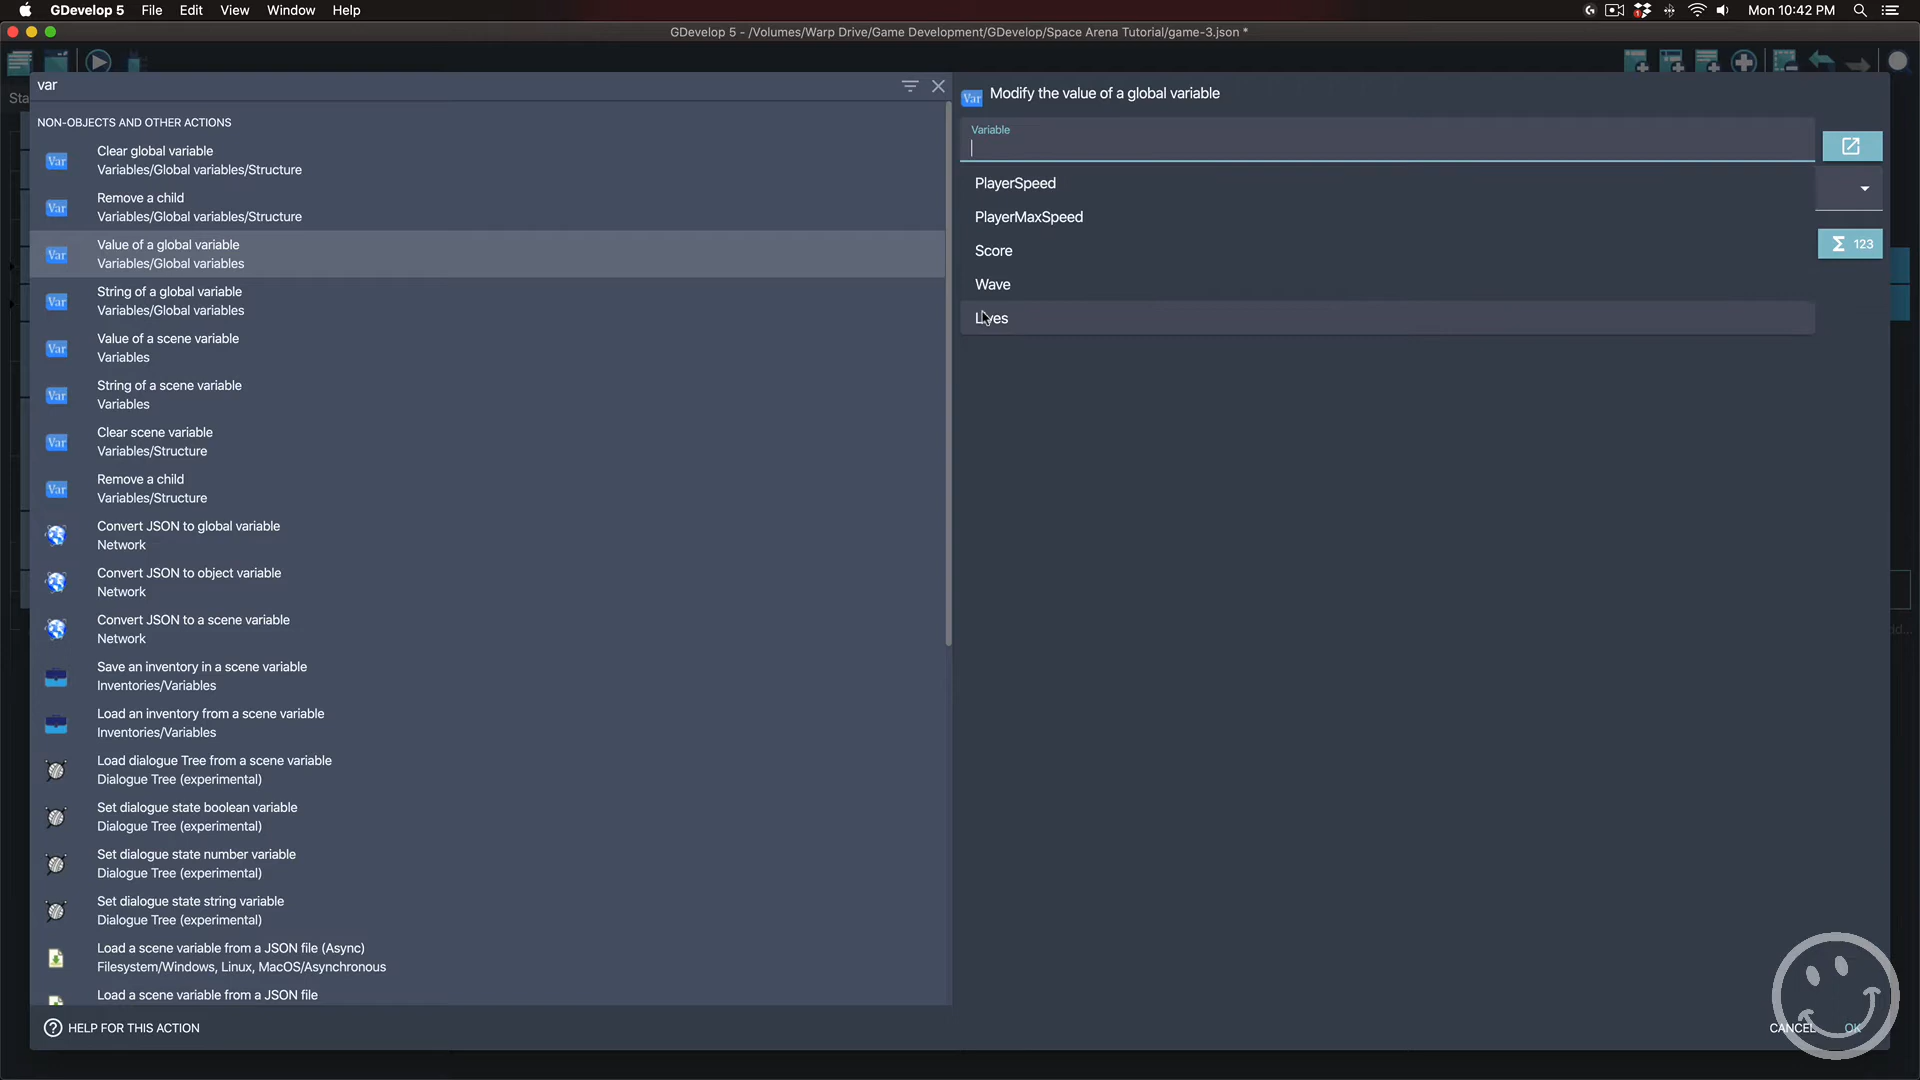 GDevelop 5 File Edit View Window Help
Mon 10:42 PM
GDevelop 5 - /Volumes/Warp Drive/Game Development/GDevelop/Space Arena Tutorial/game-3.json *
var
Sta
NON-OBJECTS AND OTHER ACTIONS
Clear global variable
Variables/Global variables/Structure
Remove a child
Variables/Global variables/Structure
Value of a global variable
Variables/Global variables
String of a global variable
Variables/Global variables
Value of a scene variable
Variables
String of a scene variable
Variables
Clear scene variable
Variables/Structure
Remove a child
Variables/Structure
Convert JSON to global variable
Network
Convert JSON to object variable
Network
Convert JSON to a scene variable
Network
Save an inventory in a scene variable
Inventories/Variables
Load an inventory from a scene variable
Inventories/Variables
Load dialogue Tree from a scene variable
Dialogue Tree (experimental)
Set dialogue state boolean variable
Dialogue Tree (experimental)
Set dialogue state number variable
Dialogue Tree (experimental)
Set dialogue state string variable
Dialogue Tree (experimental)
Load a scene variable from a JSON file (Async)
Filesystem/Windows, Linux, MacOS/Asynchronous
Load a scene variable from a JSON file
? HELP FOR THIS ACTION
Var Modify the value of a global variable
Variable
PlayerSpeed
PlayerMaxSpeed
Score
Wave
Lives
Σ 123
CANCEL OK